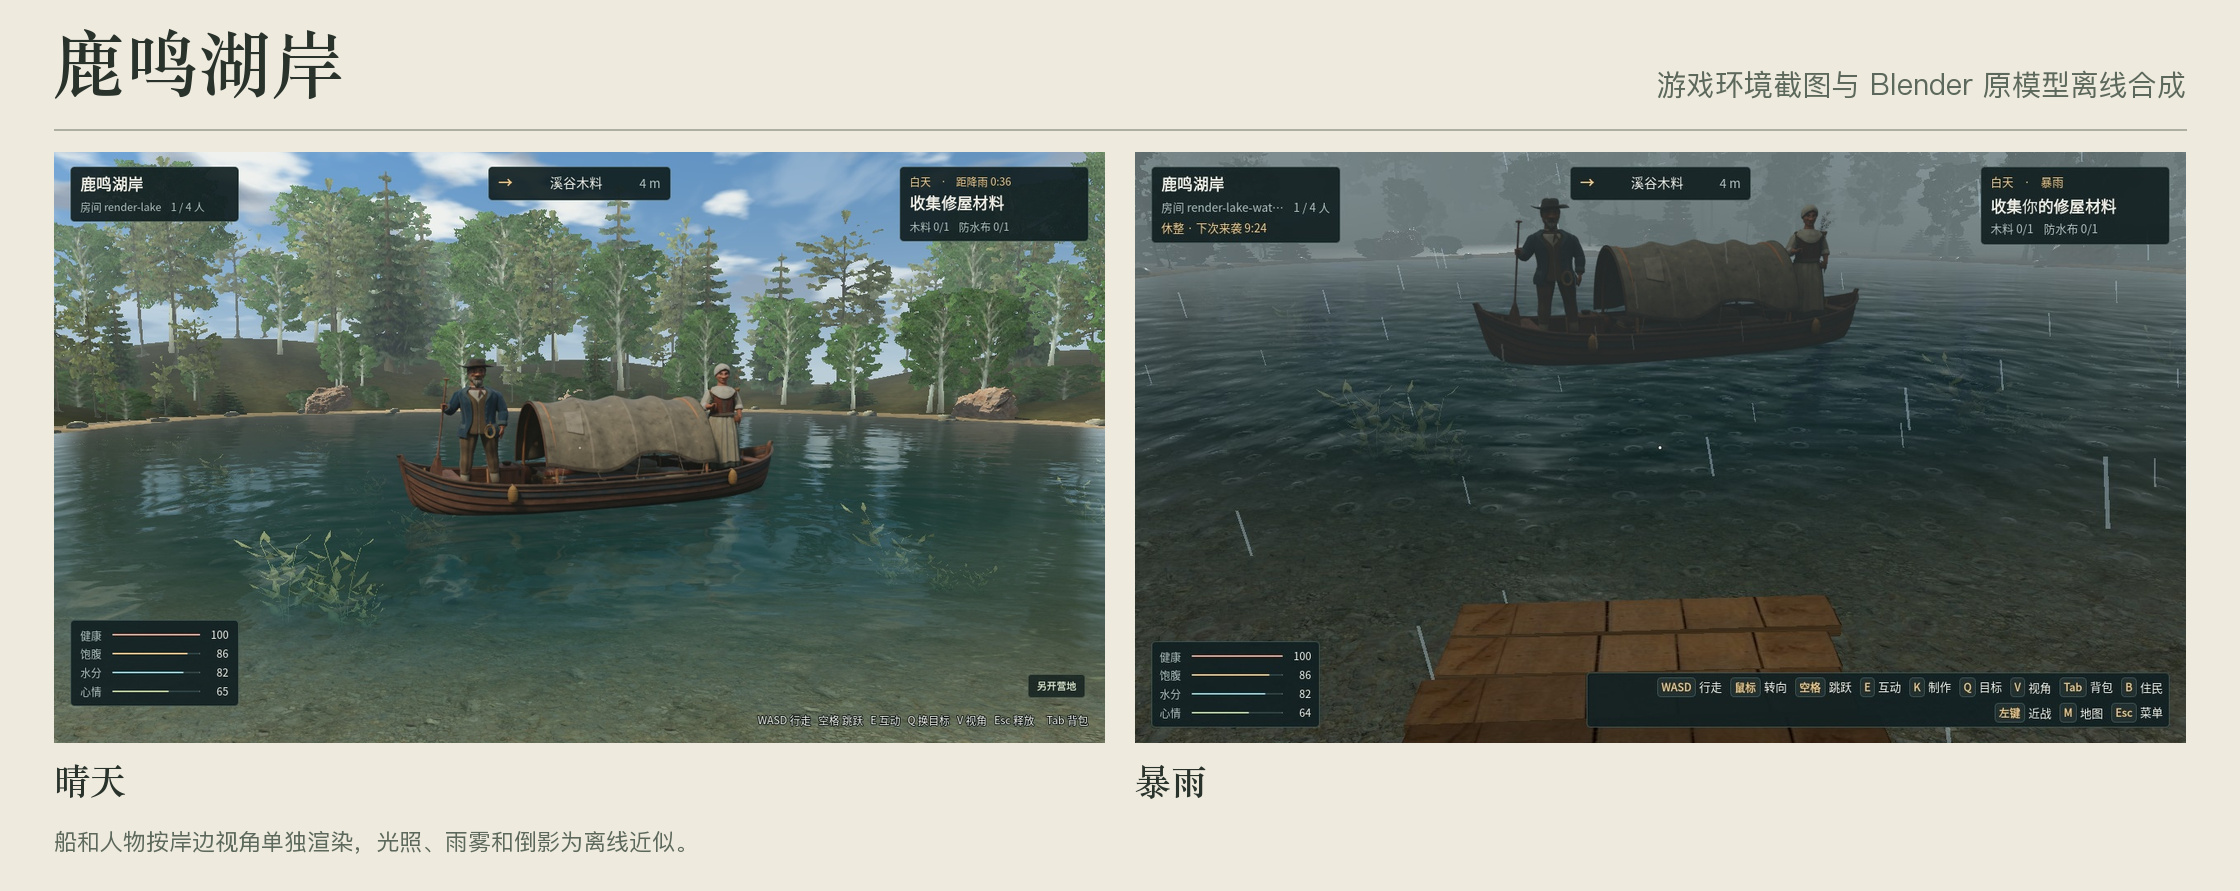 鹿鸣湖岸
游戏环境截图与 Blender 原模型离线合成
鹿鸣湖岸
房间 render-lake 1 / 4 人
→ 溪谷木料 4 m
白天 · 距降雨 0:36
收集修屋材料
木料 0/1 防水布 0/1
健康 100
饱腹 86
水分 82
心情 65
另开营地
WASD 行走 空格 跳跃 E 互动 Q 换目标 V 视角 Esc 释放 Tab 背包
鹿鸣湖岸
房间 render-lake-wat··· 1 / 4 人
休整 · 下次来袭 9:24
→ 溪谷木料 4 m
白天 · 暴雨
收集你的修屋材料
木料 0/1 防水布 0/1
健康 100
饱腹 86
水分 82
心情 64
WASD 行走 鼠标 转向 空格 跳跃 E 互动 K 制作 Q 目标 V 视角 Tab 背包 B 住民
左键 近战 M 地图 Esc 菜单
晴天
暴雨
船和人物按岸边视角单独渲染，光照、雨雾和倒影为离线近似。